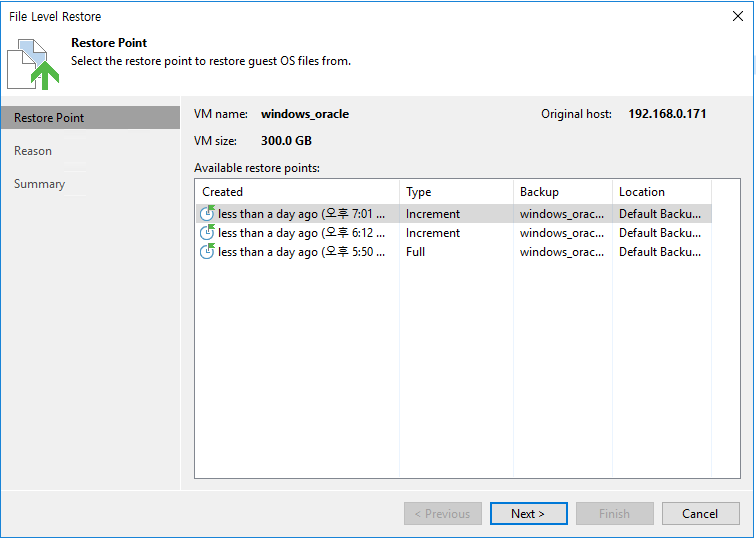 File Level Restore
Restore Point
Select the restore point to restore guest OS files from.
Restore Point
Reason
Summary
VM name: windows_oracle Original host: 192.168.0.171
VM size: 300.0 GB
Available restore points:
Created Type Backup Location
less than a day ago (오후 7:01 ... Increment windows_orac... Default Backu...
less than a day ago (오후 6:12 ... Increment windows_orac... Default Backu...
less than a day ago (오후 5:50 ... Full windows_orac... Default Backu...
< Previous Next > Finish Cancel